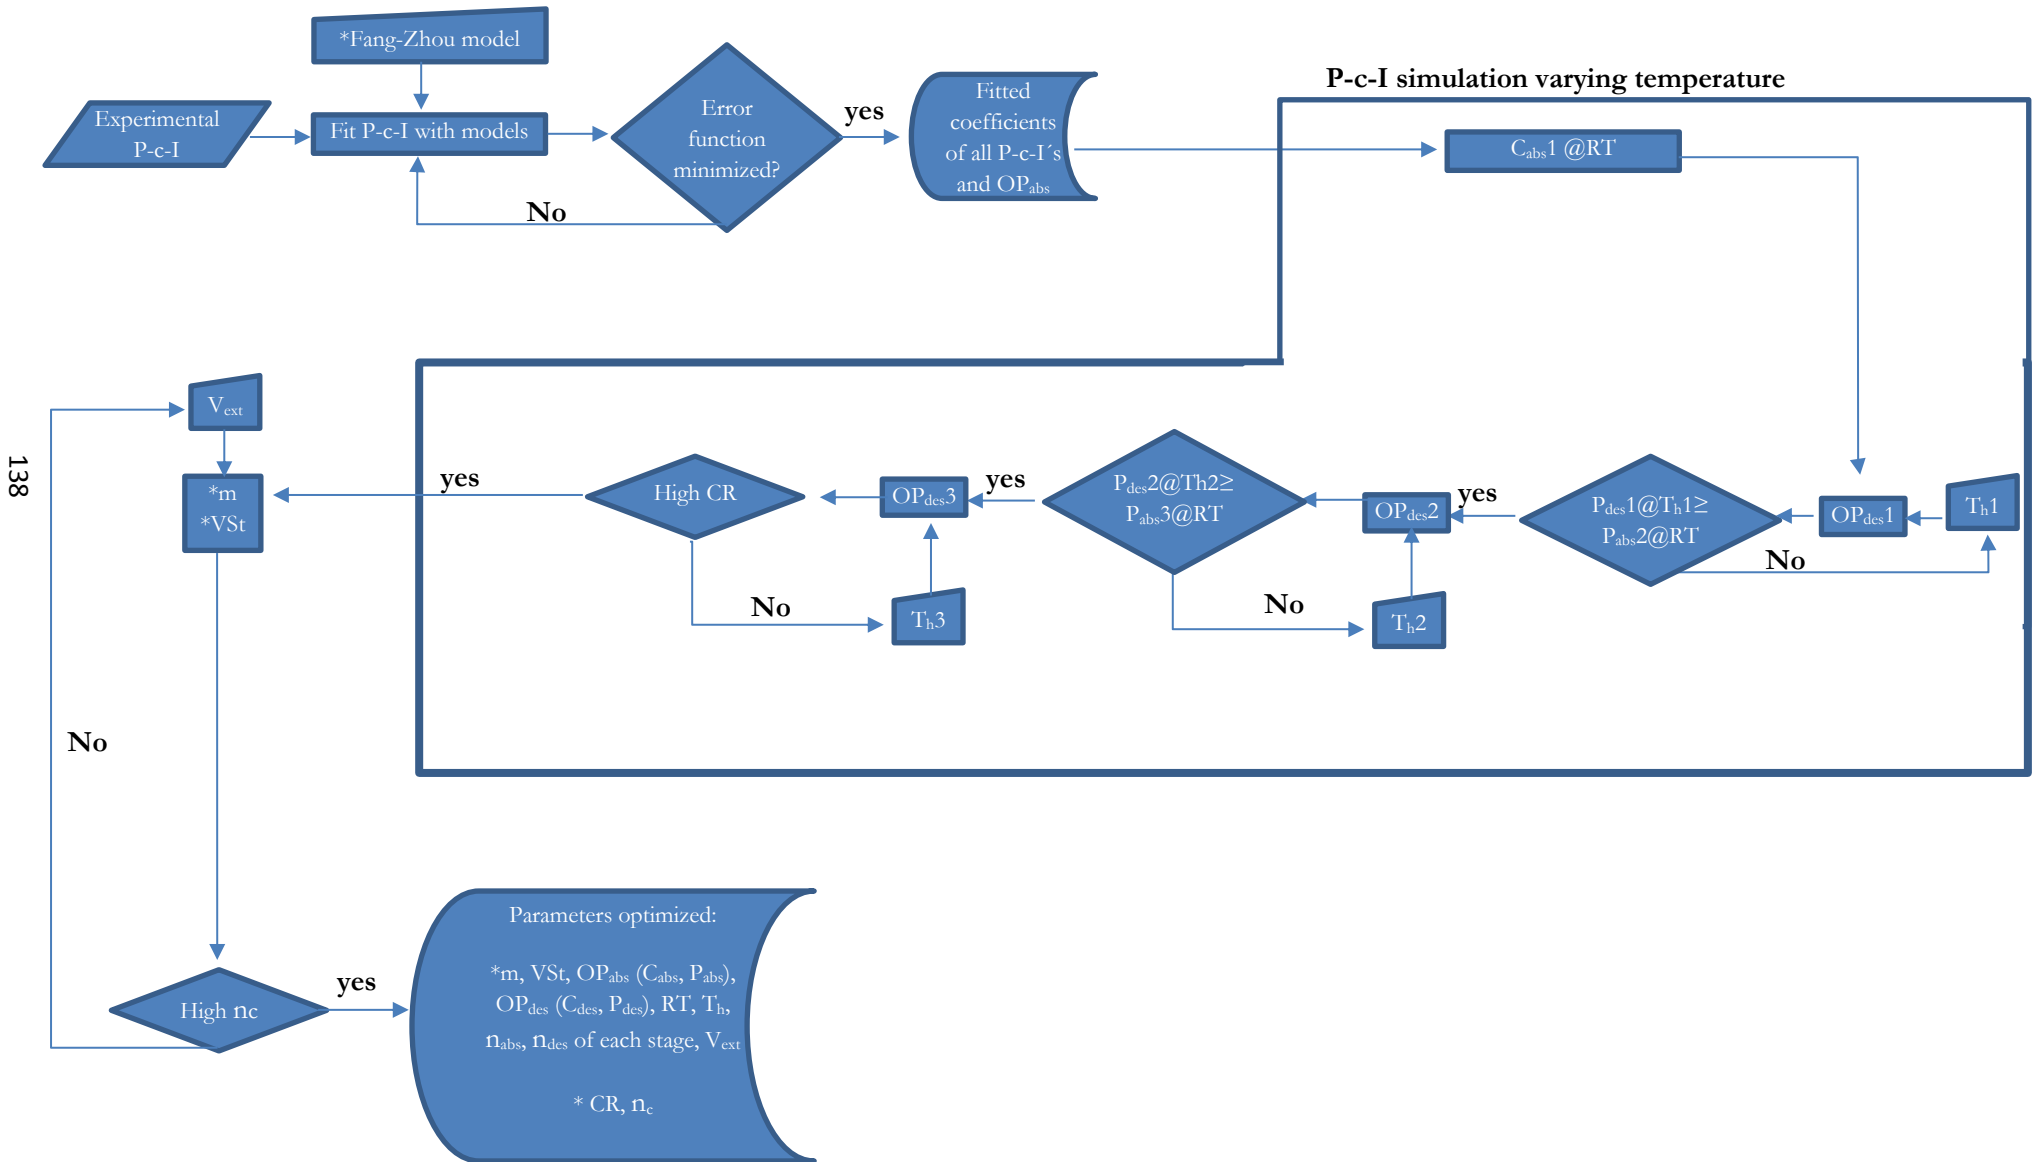 *Fang-Zhou model
P-c-I simulation varying temperature
Experimental
P-c-I
Fit P-c-I with models
Error
function
minimized?
yes
No
Fitted
coefficients
of all P-c-I´s
and OPabs
Cabs1 @RT
Th1
OPdes1
Pdes1@Th1≥
Pabs2@RT
No
yes
OPdes2
Th2
Pdes2@Th2≥
Pabs3@RT
No
yes
OPdes3
Th3
High CR
No
yes
Vext
*m
*VSt
No
High nc
yes
Parameters optimized:
*m, VSt, OPabs (Cabs, Pabs),
OPdes (Cdes, Pdes), RT, Th,
nabs, ndes of each stage, Vext
* CR, nc
138